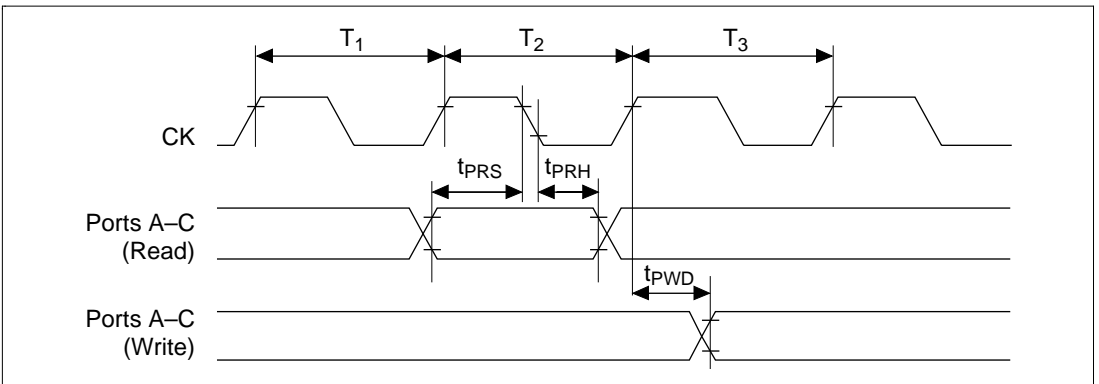 T1 T2 T3
CK
tPRS tPRH
Ports A–C
(Read)
tPWD
Ports A–C
(Write)